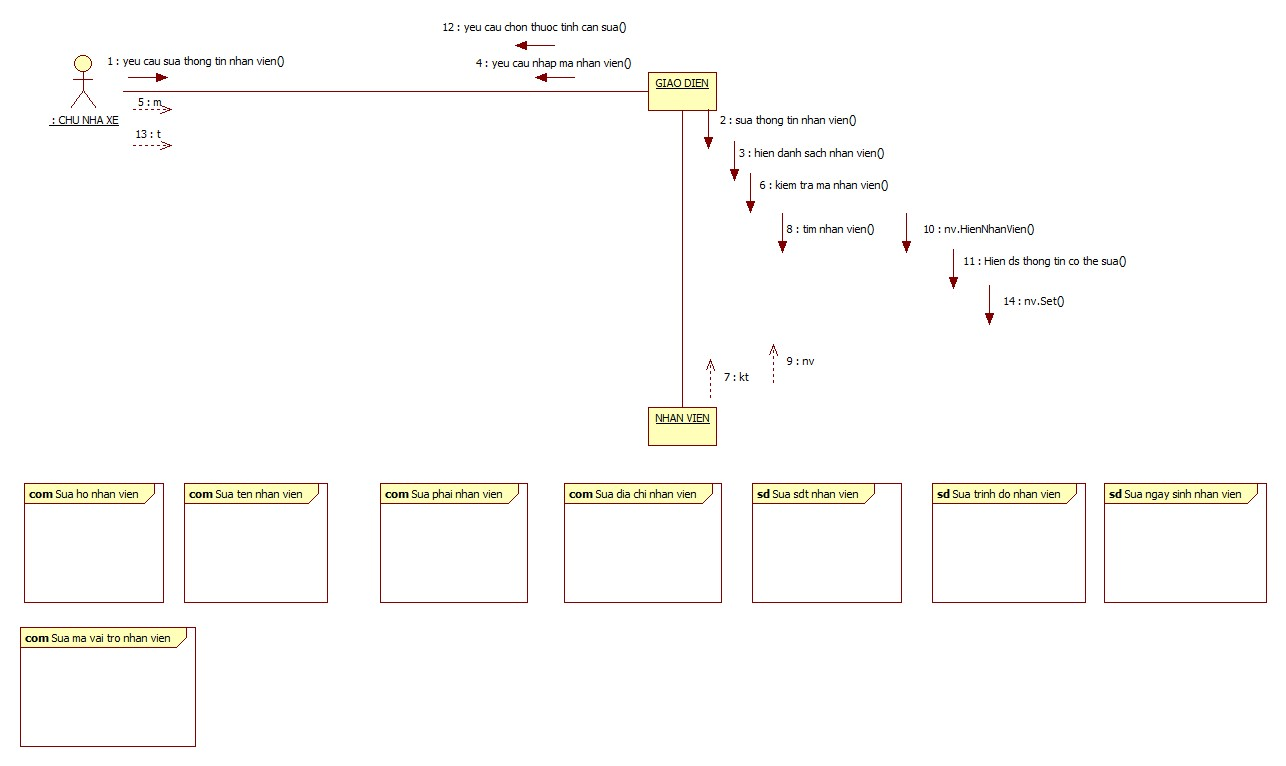 12 : yeu cau chon thuoc tinh can sua()
1 : yeu cau sua thong tin nhan vien()
4 : yeu cau nhap ma nhan vien()
GIAO DIEN
5 : m
: CHU NHA XE
2 : sua thong tin nhan vien()
13 : t
3 : hien danh sach nhan vien()
6 : kiem tra ma nhan vien()
8 : tim nhan vien()
10 : nv.HienNhanVien()
11 : Hien ds thong tin co the sua()
14 : nv.Set()
9 : nv
7 : kt
NHAN VIEN
com Sua ho nhan vien
com Sua ten nhan vien
com Sua phai nhan vien
com Sua dia chi nhan vien
sd Sua sdt nhan vien
sd Sua trinh do nhan vien
sd Sua ngay sinh nhan vien
com Sua ma vai tro nhan vien